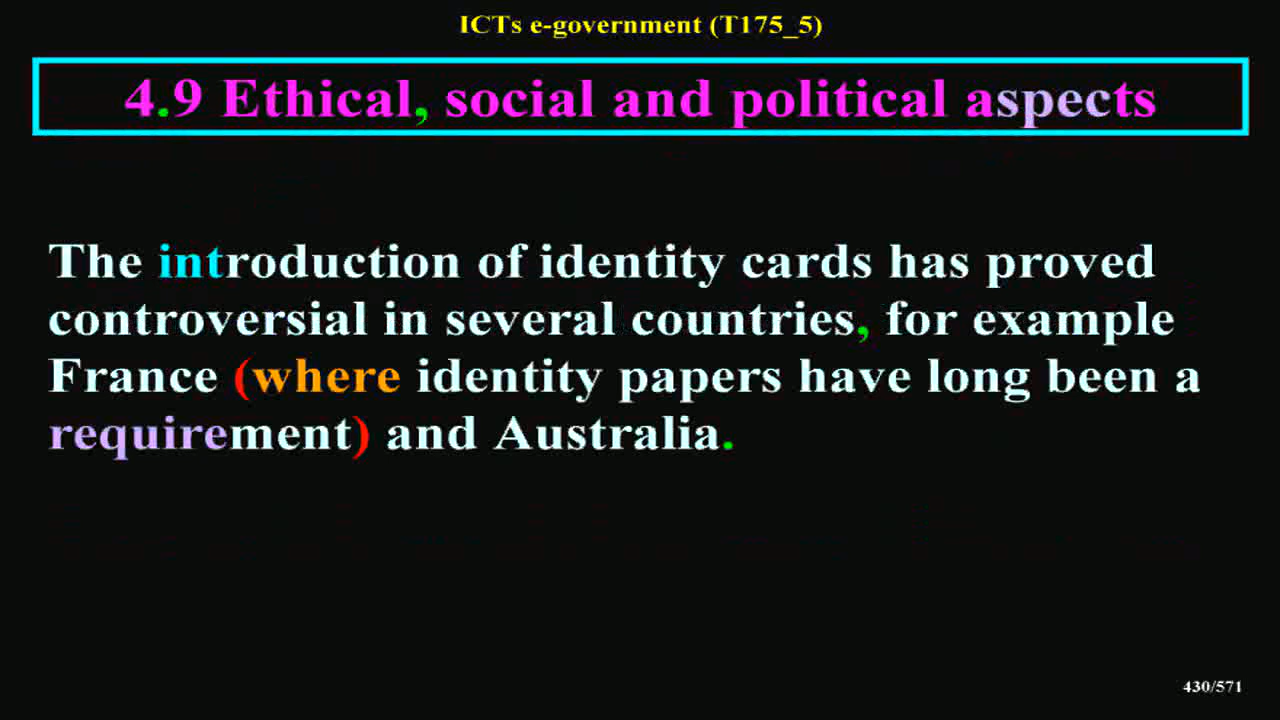 ICTs e-government (T175_5)
4.9 Ethical, social and political aspects
The introduction of identity cards has proved
controversial in several countries, for example
France (where identity papers have long been a
requirement) and Australia.
430/571